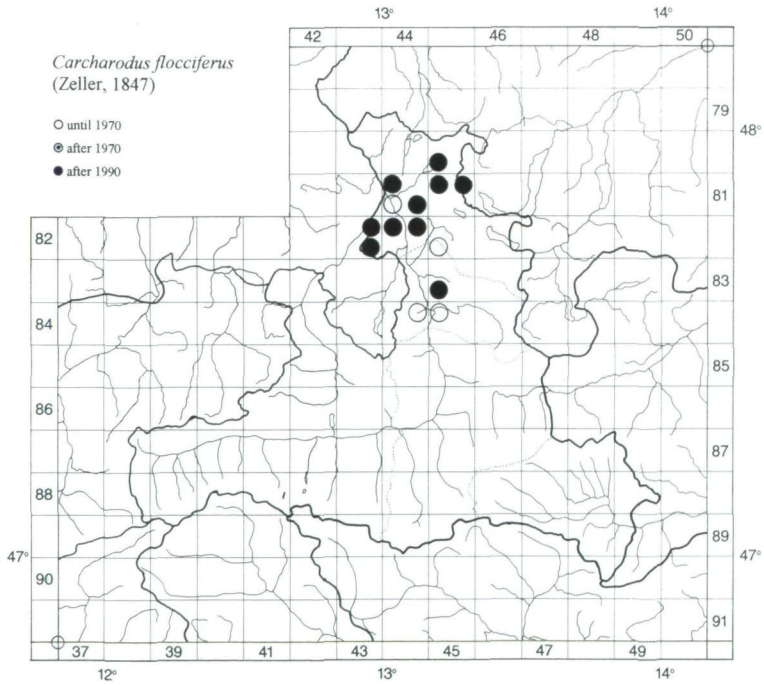 13° 14°
42 44 46 48 50
Carcharodus flocciferus
(Zeller, 1847)
○ until 1970
after 1970
● after 1990
79
48°
81
82
83
84
85
86
87
88
89
47° 47°
90
91
37 39 41 43 45 47 49
12° 13° 14°